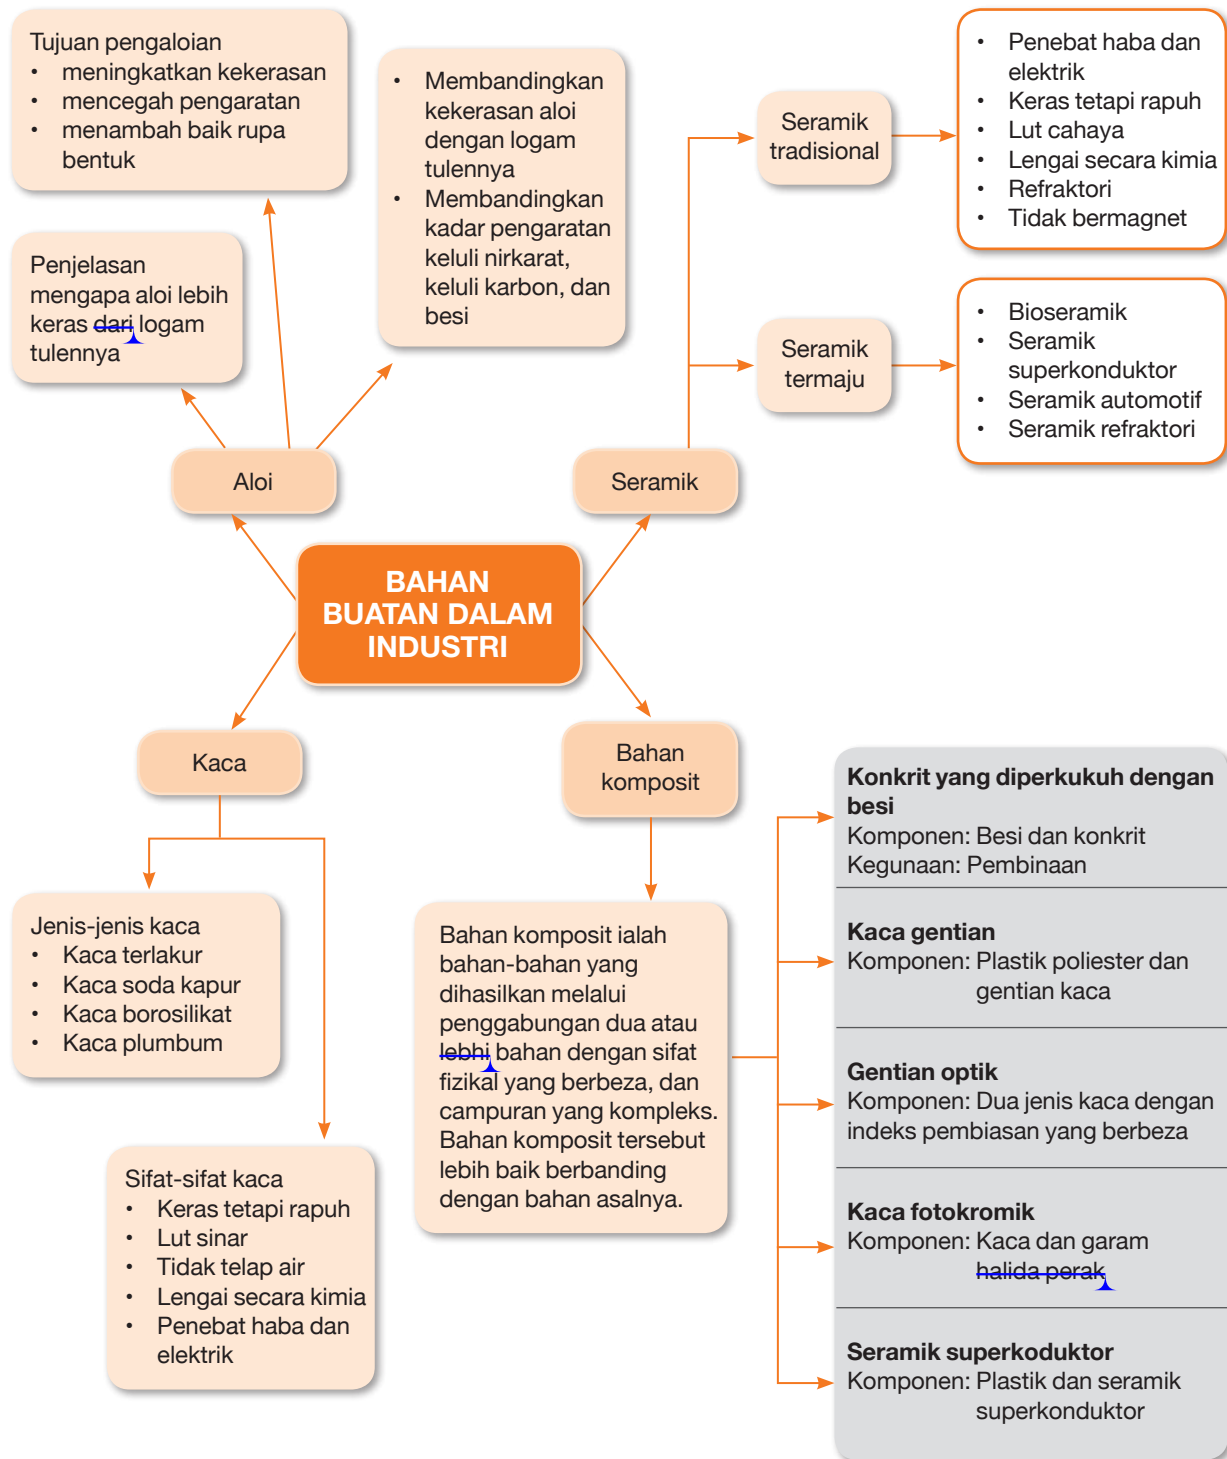 Tujuan pengaloian
• meningkatkan kekerasan
• mencegah pengaratan
• menambah baik rupa
bentuk
Penjelasan
mengapa aloi lebih
keras dari logam
tulennya
• Membandingkan
kekerasan aloi
dengan logam
tulennya
• Membandingkan
kadar pengaratan
keluli nirkarat,
keluli karbon, dan
besi
Aloi
Seramik
tradisional
• Penebat haba dan
elektrik
• Keras tetapi rapuh
• Lut cahaya
• Lengai secara kimia
• Refraktori
• Tidak bermagnet
Seramik
termaju
• Bioseramik
• Seramik
superkonduktor
• Seramik automotif
• Seramik refraktori
Seramik
BAHAN
BUATAN DALAM
INDUSTRI
Kaca
Jenis-jenis kaca
• Kaca terlakur
• Kaca soda kapur
• Kaca borosilikat
• Kaca plumbum
Sifat-sifat kaca
• Keras tetapi rapuh
• Lut sinar
• Tidak telap air
• Lengai secara kimia
• Penebat haba dan
elektrik
Bahan
komposit
Bahan komposit ialah
bahan-bahan yang
dihasilkan melalui
penggabungan dua atau
lebhi bahan dengan sifat
fizikal yang berbeza, dan
campuran yang kompleks.
Bahan komposit tersebut
lebih baik berbanding
dengan bahan asalnya.
Konkrit yang diperkukuh dengan
besi
Komponen: Besi dan konkrit
Kegunaan: Pembinaan
Kaca gentian
Komponen: Plastik poliester dan
gentian kaca
Gentian optik
Komponen: Dua jenis kaca dengan
indeks pembiasan yang berbeza
Kaca fotokromik
Komponen: Kaca dan garam
halida perak
Seramik superkoduktor
Komponen: Plastik dan seramik
superkonduktor